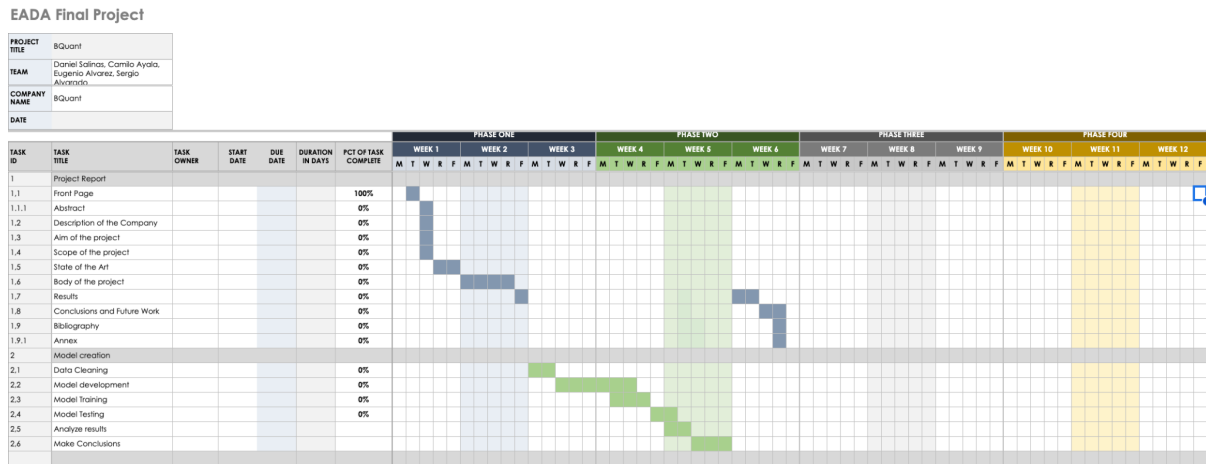 EADA Final Project
PROJECT TITLE BQuant
TEAM Daniel Salinas, Camilo Ayala,
Eugenio Alvarez, Sergio
Alvarado
COMPANY NAME BQuant
DATE
PHASE ONE PHASE TWO PHASE THREE PHASE FOUR
TASK ID TASK TITLE TASK OWNER START DATE DUE DATE DURATION IN DAYS PCT OF TASK COMPLETE WEEK 1 WEEK 2 WEEK 3 WEEK 4 WEEK 5 WEEK 6 WEEK 7 WEEK 8 WEEK 9 WEEK 10 WEEK 11 WEEK 12
M T W R F M T W R F M T W R F M T W R F M T W R F M T W R F M T W R F M T W R F M T W R F M T W R F M T W R F M T W R F
1 Project Report
1,1 Front Page 100%
1,1,1 Abstract 0%
1,2 Description of the Company 0%
1,3 Aim of the project 0%
1,4 Scope of the project 0%
1,5 State of the Art 0%
1,6 Body of the project 0%
1,7 Results 0%
1,8 Conclusions and Future Work 0%
1,9 Bibliography 0%
1.9.1 Annex 0%
2 Model creation
2,1 Data Cleaning 0%
2,2 Model development 0%
2,3 Model Training 0%
2,4 Model Testing 0%
2,5 Analyze results
2,6 Make Conclusions